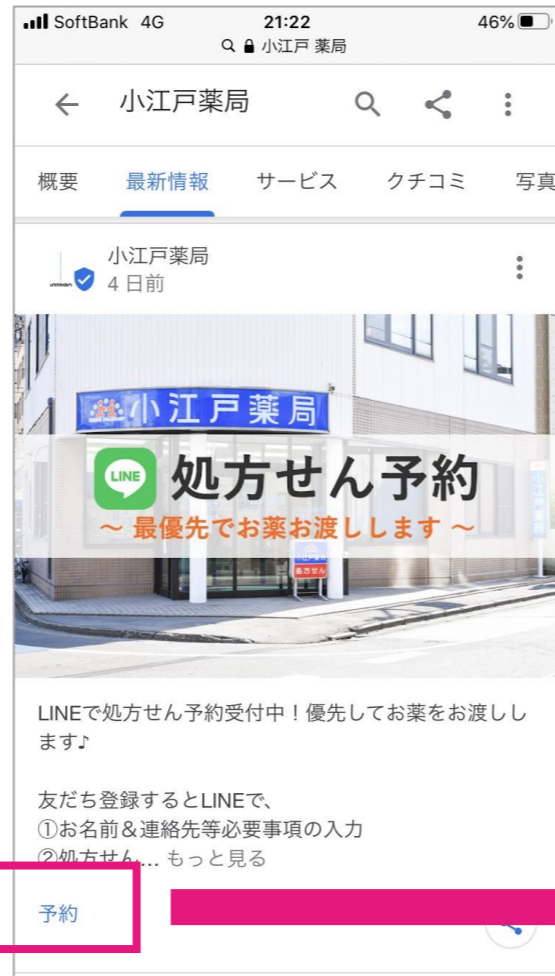 SoftBank 4G 21:22 46%
小江戸 薬局
小江戸薬局
概要 最新情報 サービス クチコミ 写真
小江戸薬局
4 日前
小江戸薬局
LINE 処方せん予約
～ 最優先でお薬お渡しします ～
処方せん
LINEで処方せん予約受付中！優先してお薬をお渡しし
ます♪
友だち登録するとLINEで、
①お名前＆連絡先等必要事項の入力
②処方せん... もっと見る
予約